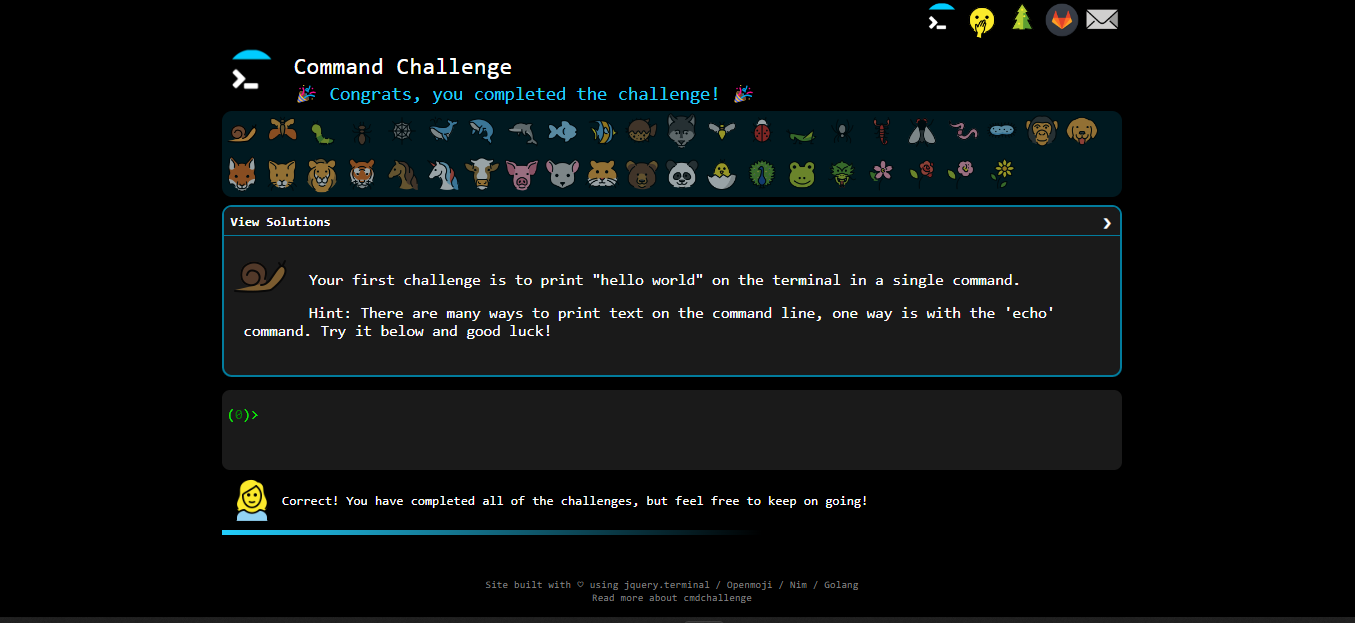 Command Challenge
🎉 Congrats, you completed the challenge! 🎉
View Solutions ❯
Your first challenge is to print "hello world" on the terminal in a single command.
Hint: There are many ways to print text on the command line, one way is with the 'echo'
command. Try it below and good luck!
(0)>
Correct! You have completed all of the challenges, but feel free to keep on going!
Site built with ♡ using jquery.terminal / Openmoji / Nim / Golang
Read more about cmdchallenge